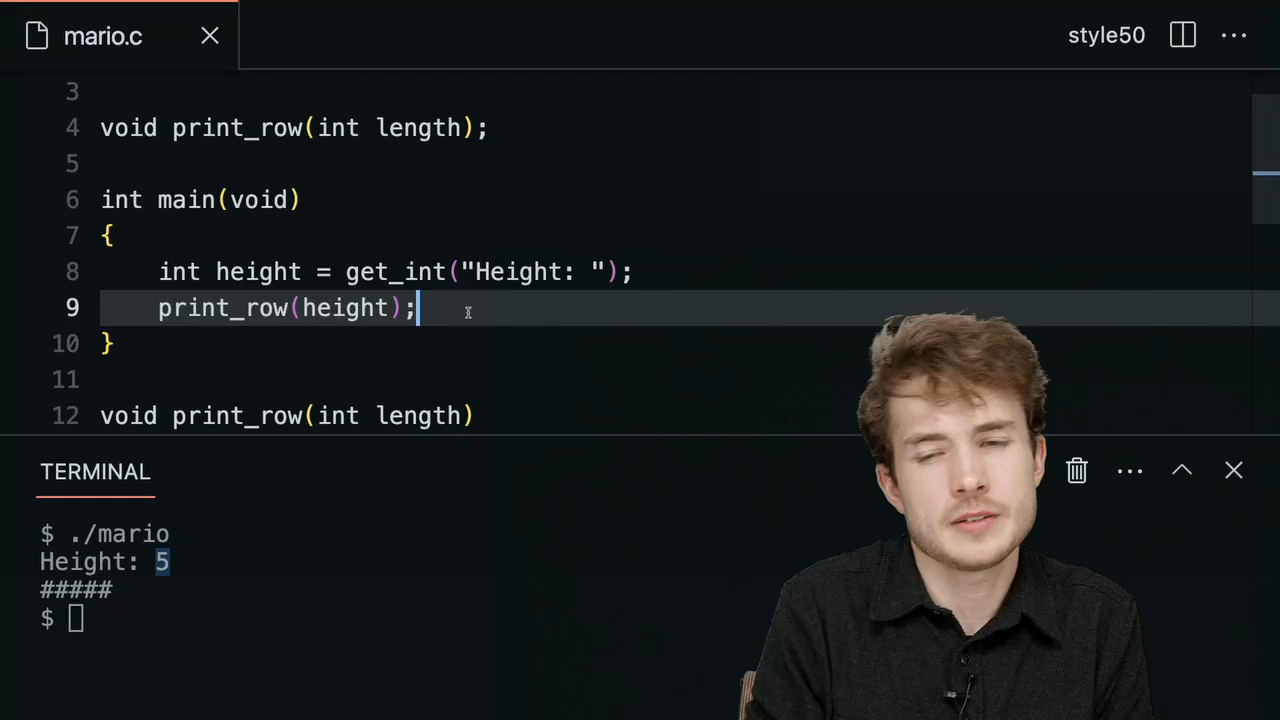 mario.c
style50
3
4 void print_row(int length);
5
6 int main(void)
7 {
8     int height = get_int("Height: ");
9     print_row(height);
10 }
11
12 void print_row(int length)
TERMINAL
$ ./mario
Height: 5
#####
$